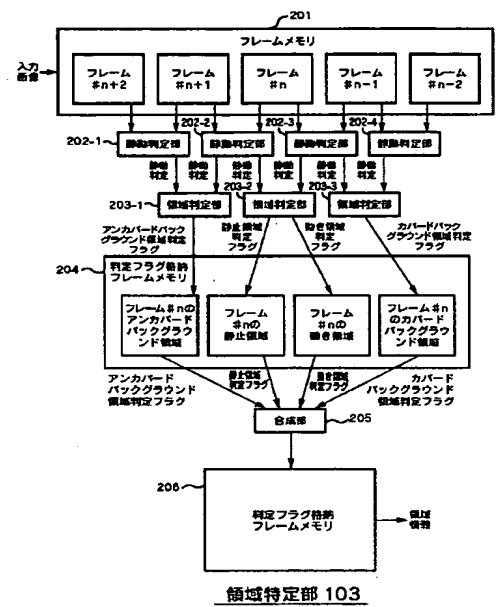 201
フレームメモリ
入力
画像
フレーム
#n+2
フレーム
#n+1
フレーム
#n
フレーム
#n−1
フレーム
#n−2
202-1
202-2
202-3
202-4
静動判定部
静動判定部
静動判定部
静動判定部
静動
判定
静動
判定
静動
判定
静動
判定
静動
判定
静動
判定
203-1
203-2
203-3
領域判定部
領域判定部
領域判定部
アンカバードバック
グラウンド領域判定
フラグ
静止領域
判定
フラグ
動き領域
判定
フラグ
カバードバック
グラウンド領域判定
フラグ
204
判定フラグ格納
フレームメモリ
フレーム#nの
アンカバード
バックグラウ
ンド領域
フレーム
#nの
静止領域
フレーム
#nの
動き領域
フレーム#n
のカバード
バックグラウ
ンド領域
アンカバード
バックグラウンド
領域判定フラグ
静止領域
判定フラグ
動き領域
判定フラグ
カバード
バックグラウンド
領域判定フラグ
合成部
205
206
判定フラグ格納
フレームメモリ
領域
情報
領域特定部 103